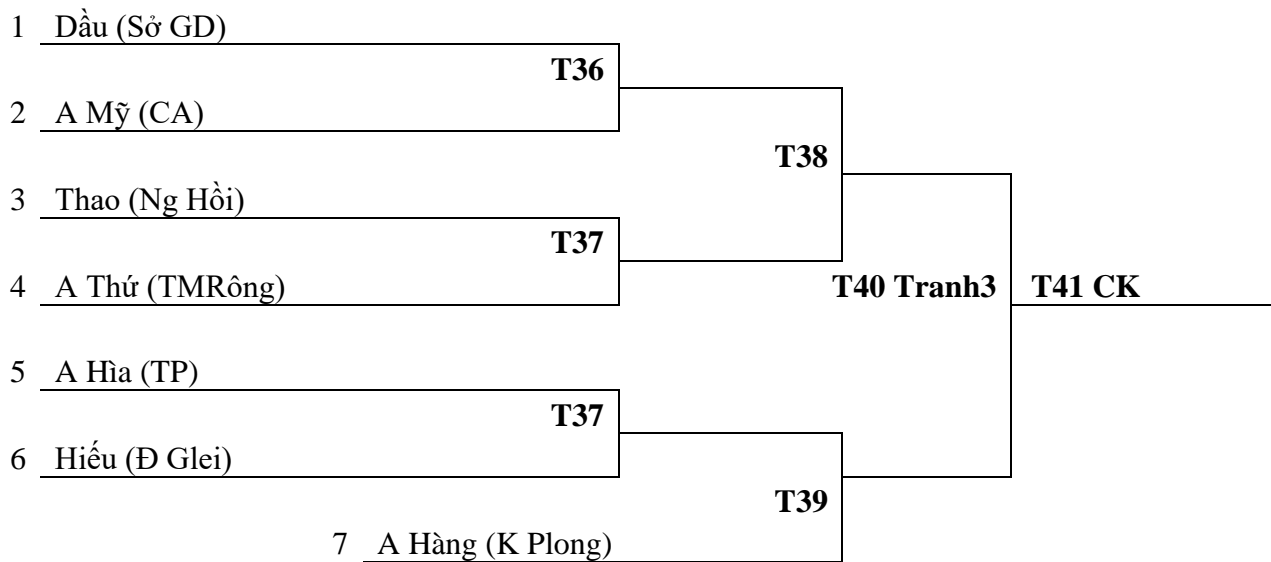 1 Dầu (Sở GD)
T36
2 A Mỹ (CA)
T38
3 Thao (Ng Hồi)
T37
4 A Thứ (TMRông)
T40 Tranh3 T41 CK
5 A Hìa (TP)
T37
6 Hiếu (Đ Glei)
T39
7 A Hàng (K Plong)